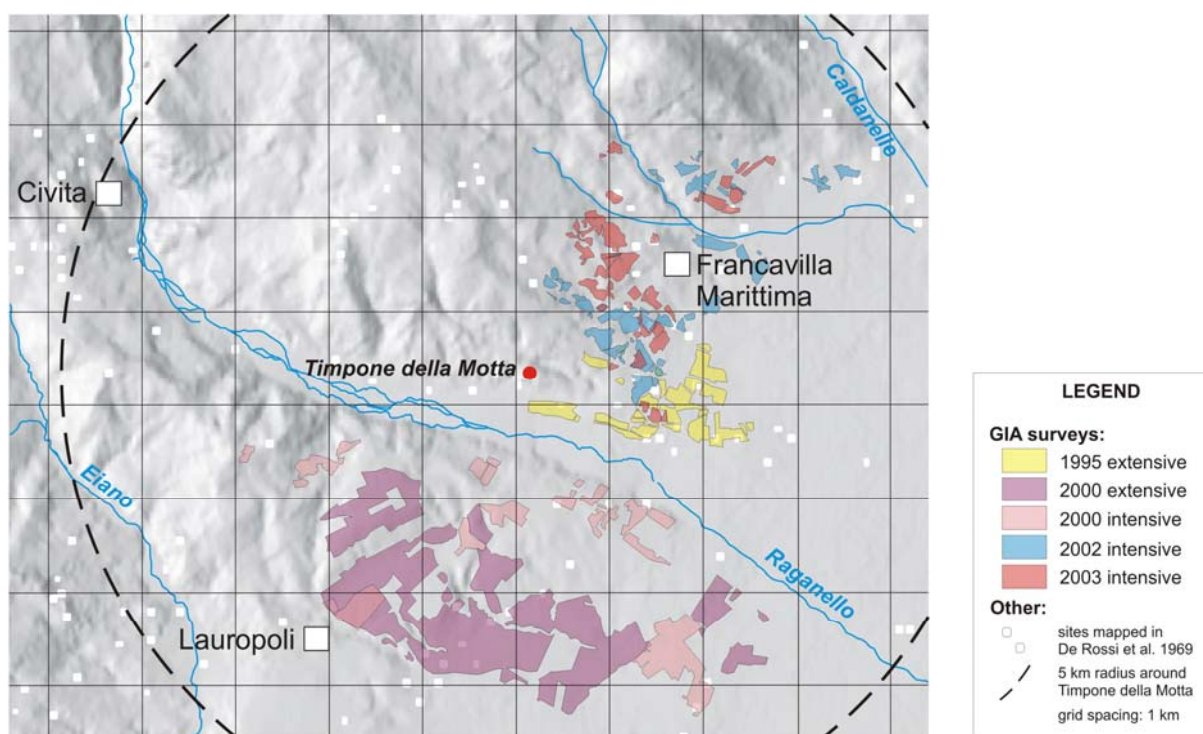 Caldanello
Civita
Francavilla
Marittima
Timpone della Motta
Eiano
Raganello
Lauropoli
LEGEND
GIA surveys:
1995 extensive
2000 extensive
2000 intensive
2002 intensive
2003 intensive
Other:
sites mapped in
De Rossi et al. 1969
5 km radius around
Timpone della Motta
grid spacing: 1 km